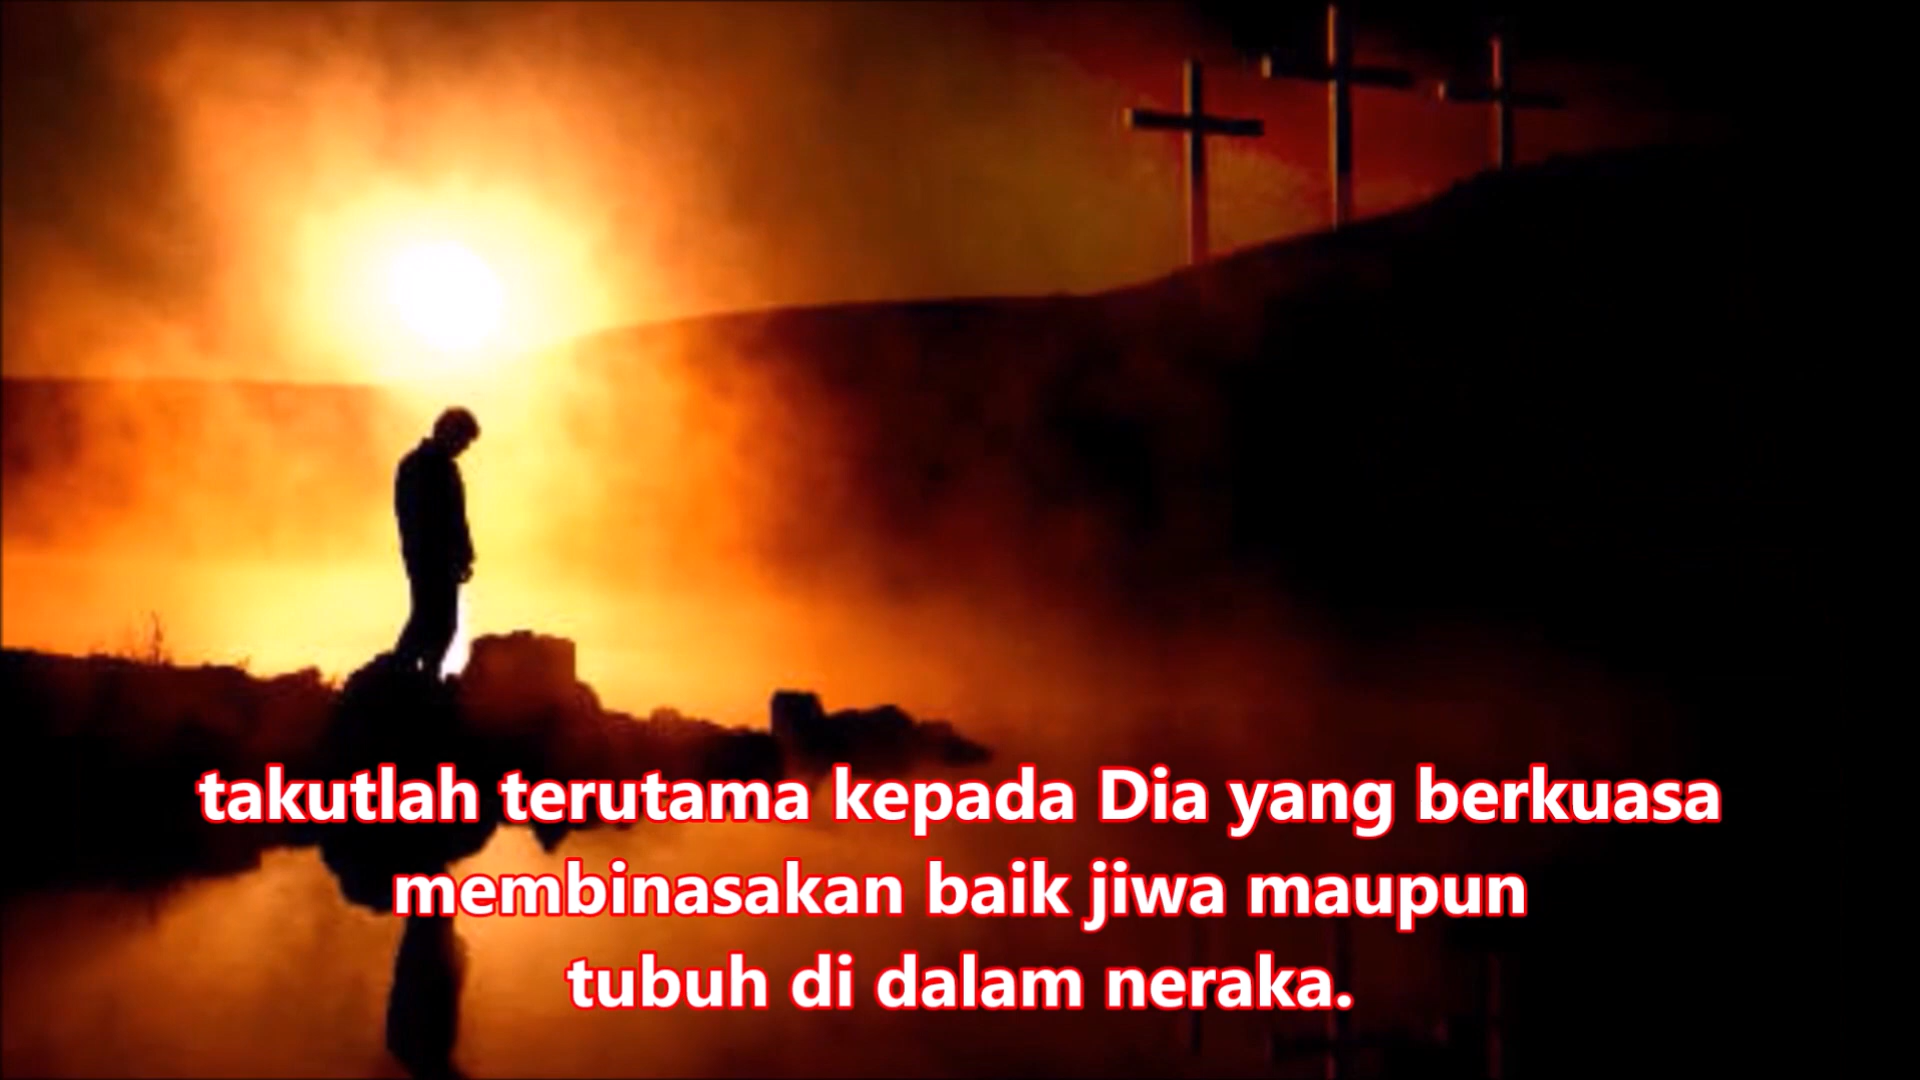 takutlah terutama kepada Dia yang berkuasa
membinasakan baik jiwa maupun
tubuh di dalam neraka.